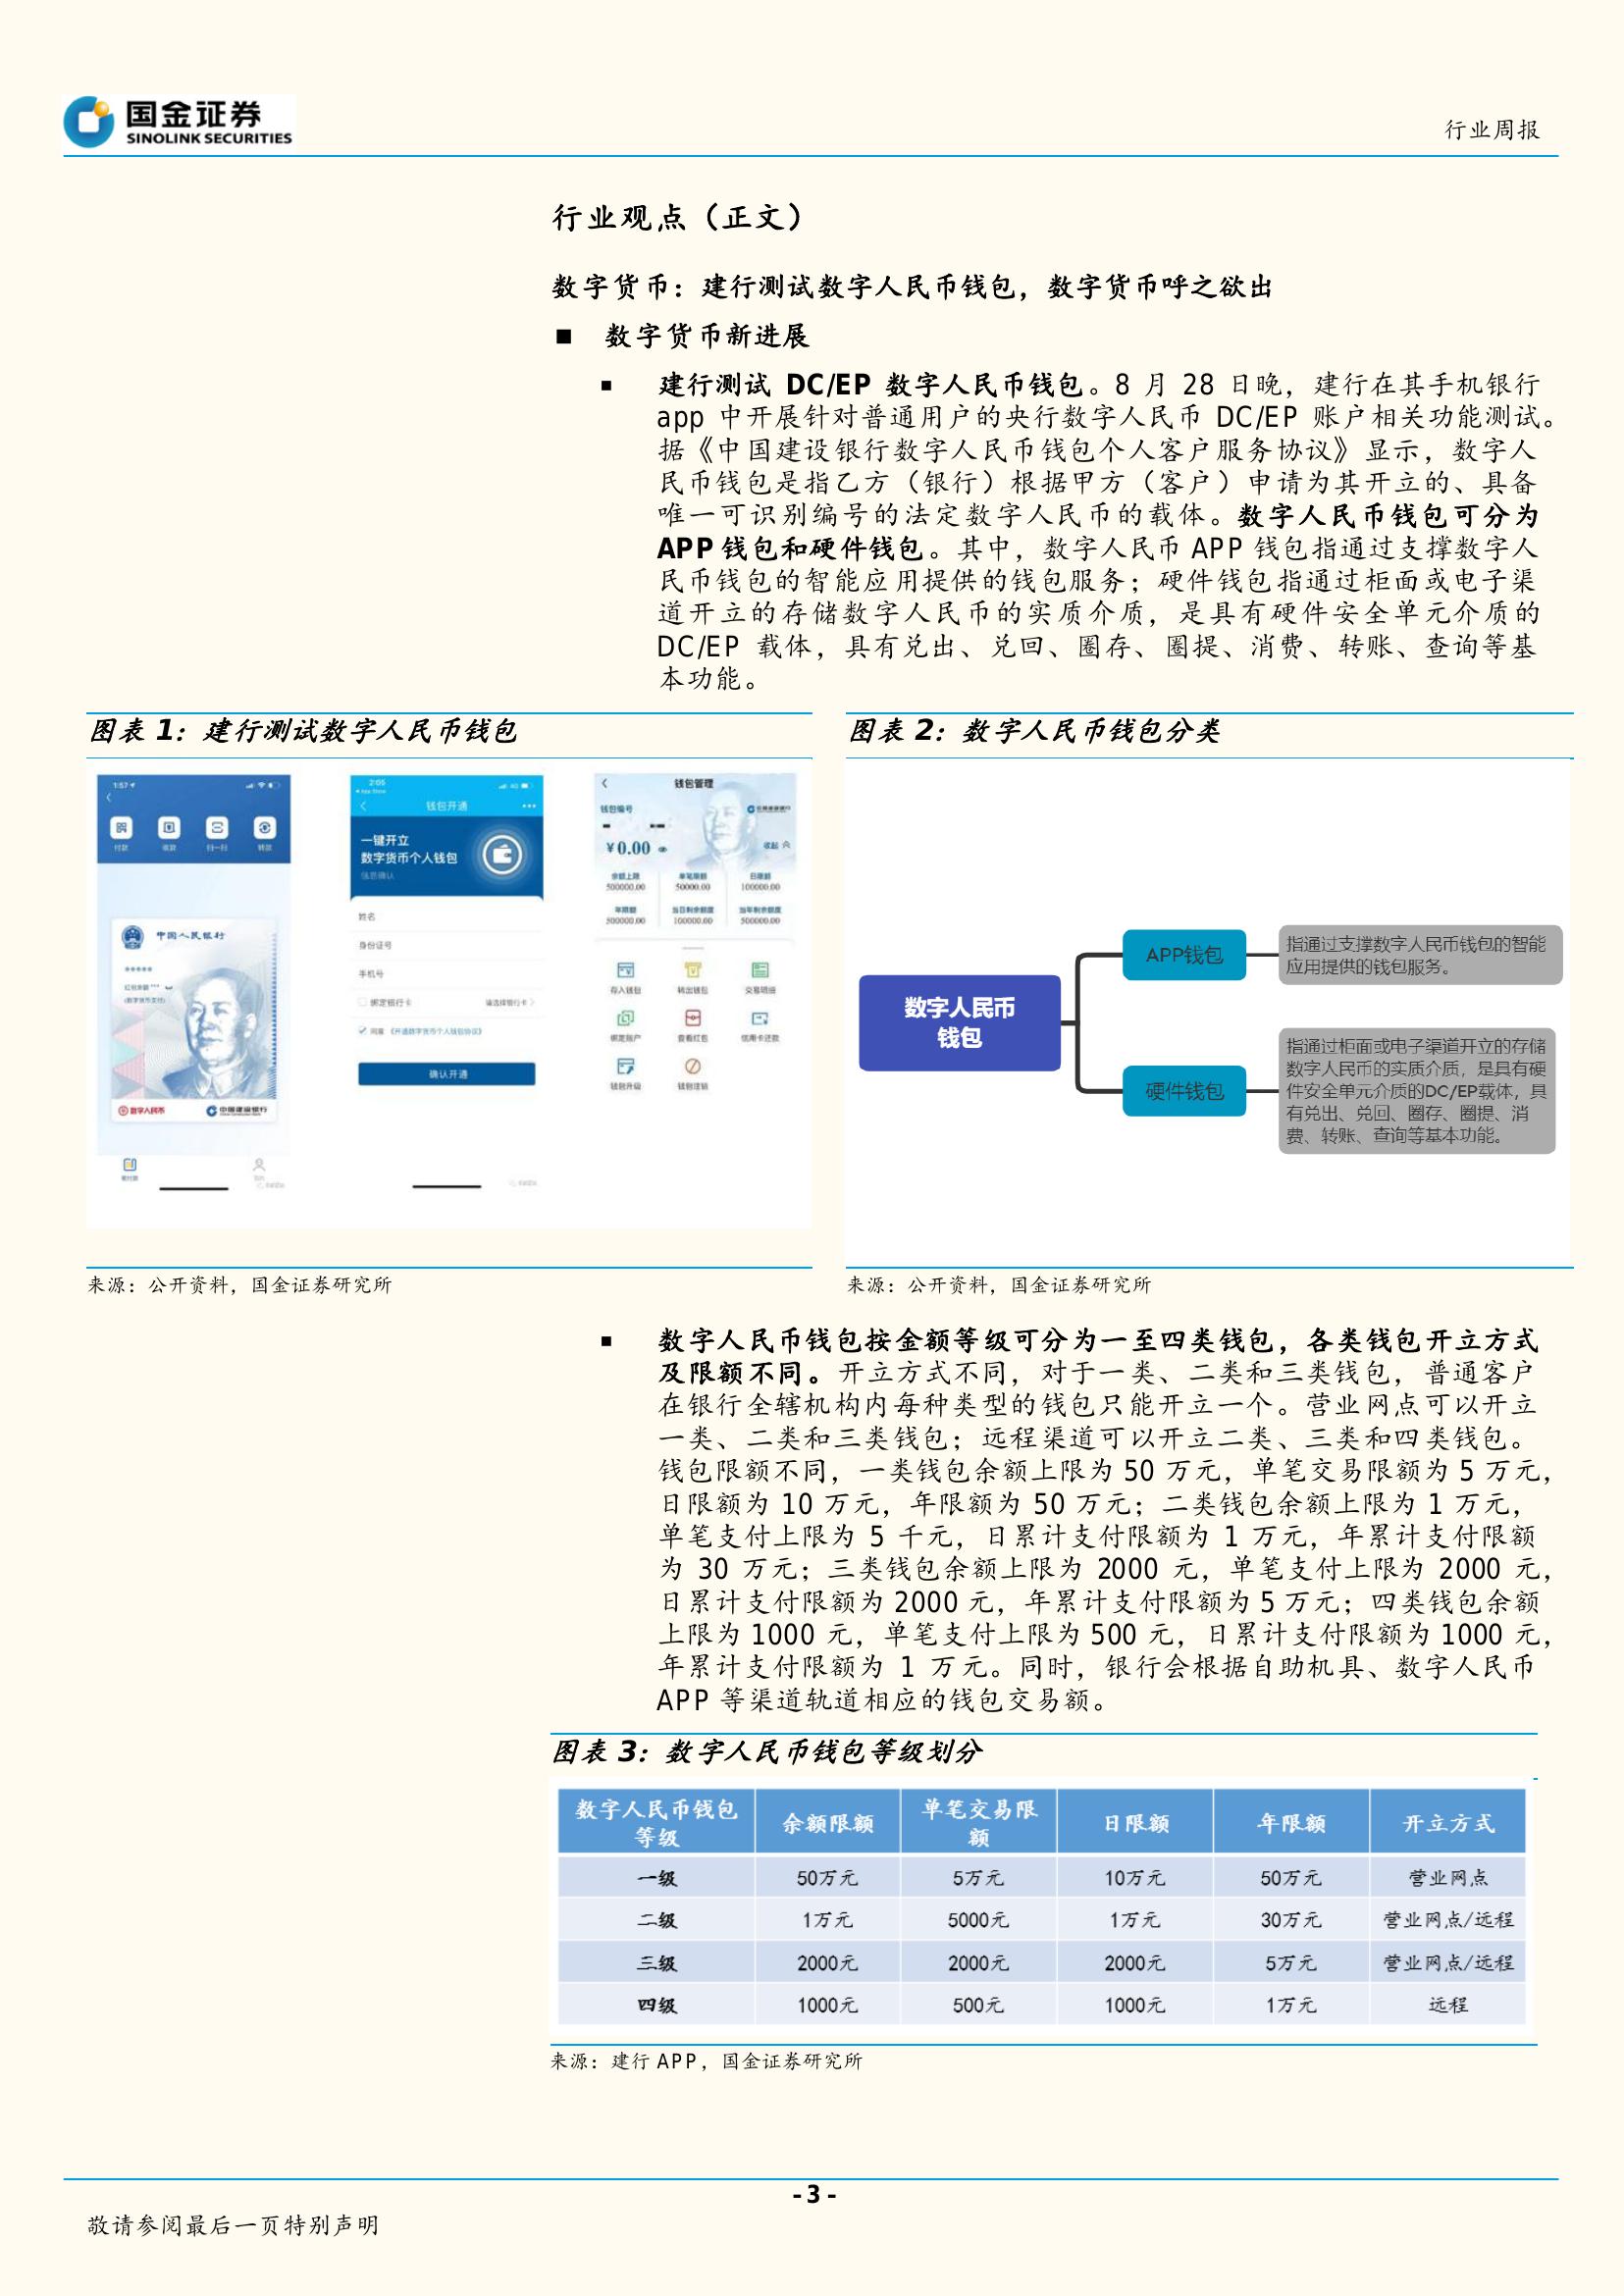 国金证券
SINOLINK SECURITIES
行业周报
行业观点（正文）
数字货币：建行测试数字人民币钱包，数字货币呼之欲出
■ 数字货币新进展
■ 建行测试 DC/EP 数字人民币钱包。8 月 28 日晚，建行在其手机银行
app 中开展针对普通用户的央行数字人民币 DC/EP 账户相关功能测试。
据《中国建设银行数字人民币钱包个人客户服务协议》显示，数字人
民币钱包是指乙方（银行）根据甲方（客户）申请为其开立的、具备
唯一可识别编号的法定数字人民币的载体。数字人民币钱包可分为
APP 钱包和硬件钱包。其中，数字人民币 APP 钱包指通过支撑数字人
民币钱包的智能应用提供的钱包服务；硬件钱包指通过柜面或电子渠
道开立的存储数字人民币的实质介质，是具有硬件安全单元介质的
DC/EP 载体，具有兑出、兑回、圈存、圈提、消费、转账、查询等基
本功能。
图表 1：建行测试数字人民币钱包
1:57
付款 收款 扫一扫 转款
中国人民银行
数字人民币 中国建设银行
2:05
钱包开通
一键开立
数字货币个人钱包
信息确认
姓名
身份证号
手机号
绑定银行卡 请选择银行卡
同意《开通数字货币个人钱包协议》
确认开通
钱包管理
钱包编号
¥0.00 收起
余额上限 单笔限额 日限额
500000.00 50000.00 100000.00
年限额 当日剩余额度 当年剩余额度
500000.00 100000.00 500000.00
存入钱包 转出钱包 交易明细
绑定账户 查看红包 信用卡还款
钱包升级 钱包注销
来源：公开资料，国金证券研究所
图表 2：数字人民币钱包分类
数字人民币
钱包
APP钱包
指通过支撑数字人民币钱包的智能
应用提供的钱包服务。
硬件钱包
指通过柜面或电子渠道开立的存储
数字人民币的实质介质，是具有硬
件安全单元介质的DC/EP载体，具
有兑出、兑回、圈存、圈提、消
费、转账、查询等基本功能。
来源：公开资料，国金证券研究所
■ 数字人民币钱包按金额等级可分为一至四类钱包，各类钱包开立方式
及限额不同。开立方式不同，对于一类、二类和三类钱包，普通客户
在银行全辖机构内每种类型的钱包只能开立一个。营业网点可以开立
一类、二类和三类钱包；远程渠道可以开立二类、三类和四类钱包。
钱包限额不同，一类钱包余额上限为 50 万元，单笔交易限额为 5 万元，
日限额为 10 万元，年限额为 50 万元；二类钱包余额上限为 1 万元，
单笔支付上限为 5 千元，日累计支付限额为 1 万元，年累计支付限额
为 30 万元；三类钱包余额上限为 2000 元，单笔支付上限为 2000 元，
日累计支付限额为 2000 元，年累计支付限额为 5 万元；四类钱包余额
上限为 1000 元，单笔支付上限为 500 元，日累计支付限额为 1000 元，
年累计支付限额为 1 万元。同时，银行会根据自助机具、数字人民币
APP 等渠道轨道相应的钱包交易额。
图表 3：数字人民币钱包等级划分
数字人民币钱包等级 余额限额 单笔交易限额 日限额 年限额 开立方式
一级 50万元 5万元 10万元 50万元 营业网点
二级 1万元 5000元 1万元 30万元 营业网点/远程
三级 2000元 2000元 2000元 5万元 营业网点/远程
四级 1000元 500元 1000元 1万元 远程
来源：建行 APP，国金证券研究所
- 3 -
敬请参阅最后一页特别声明